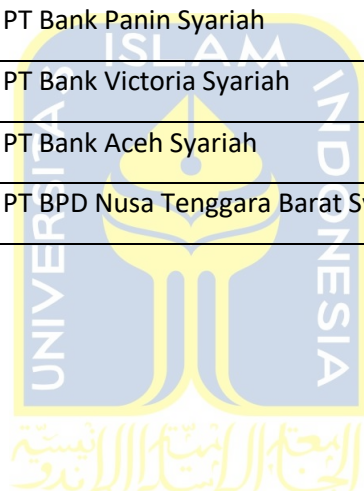 PT Bank Panin Syariah
ISLAM
PT Bank Victoria Syariah
UNIVERSITAS
INDONESIA
PT Bank Aceh Syariah
PT BPD Nusa Tenggara Barat Sy